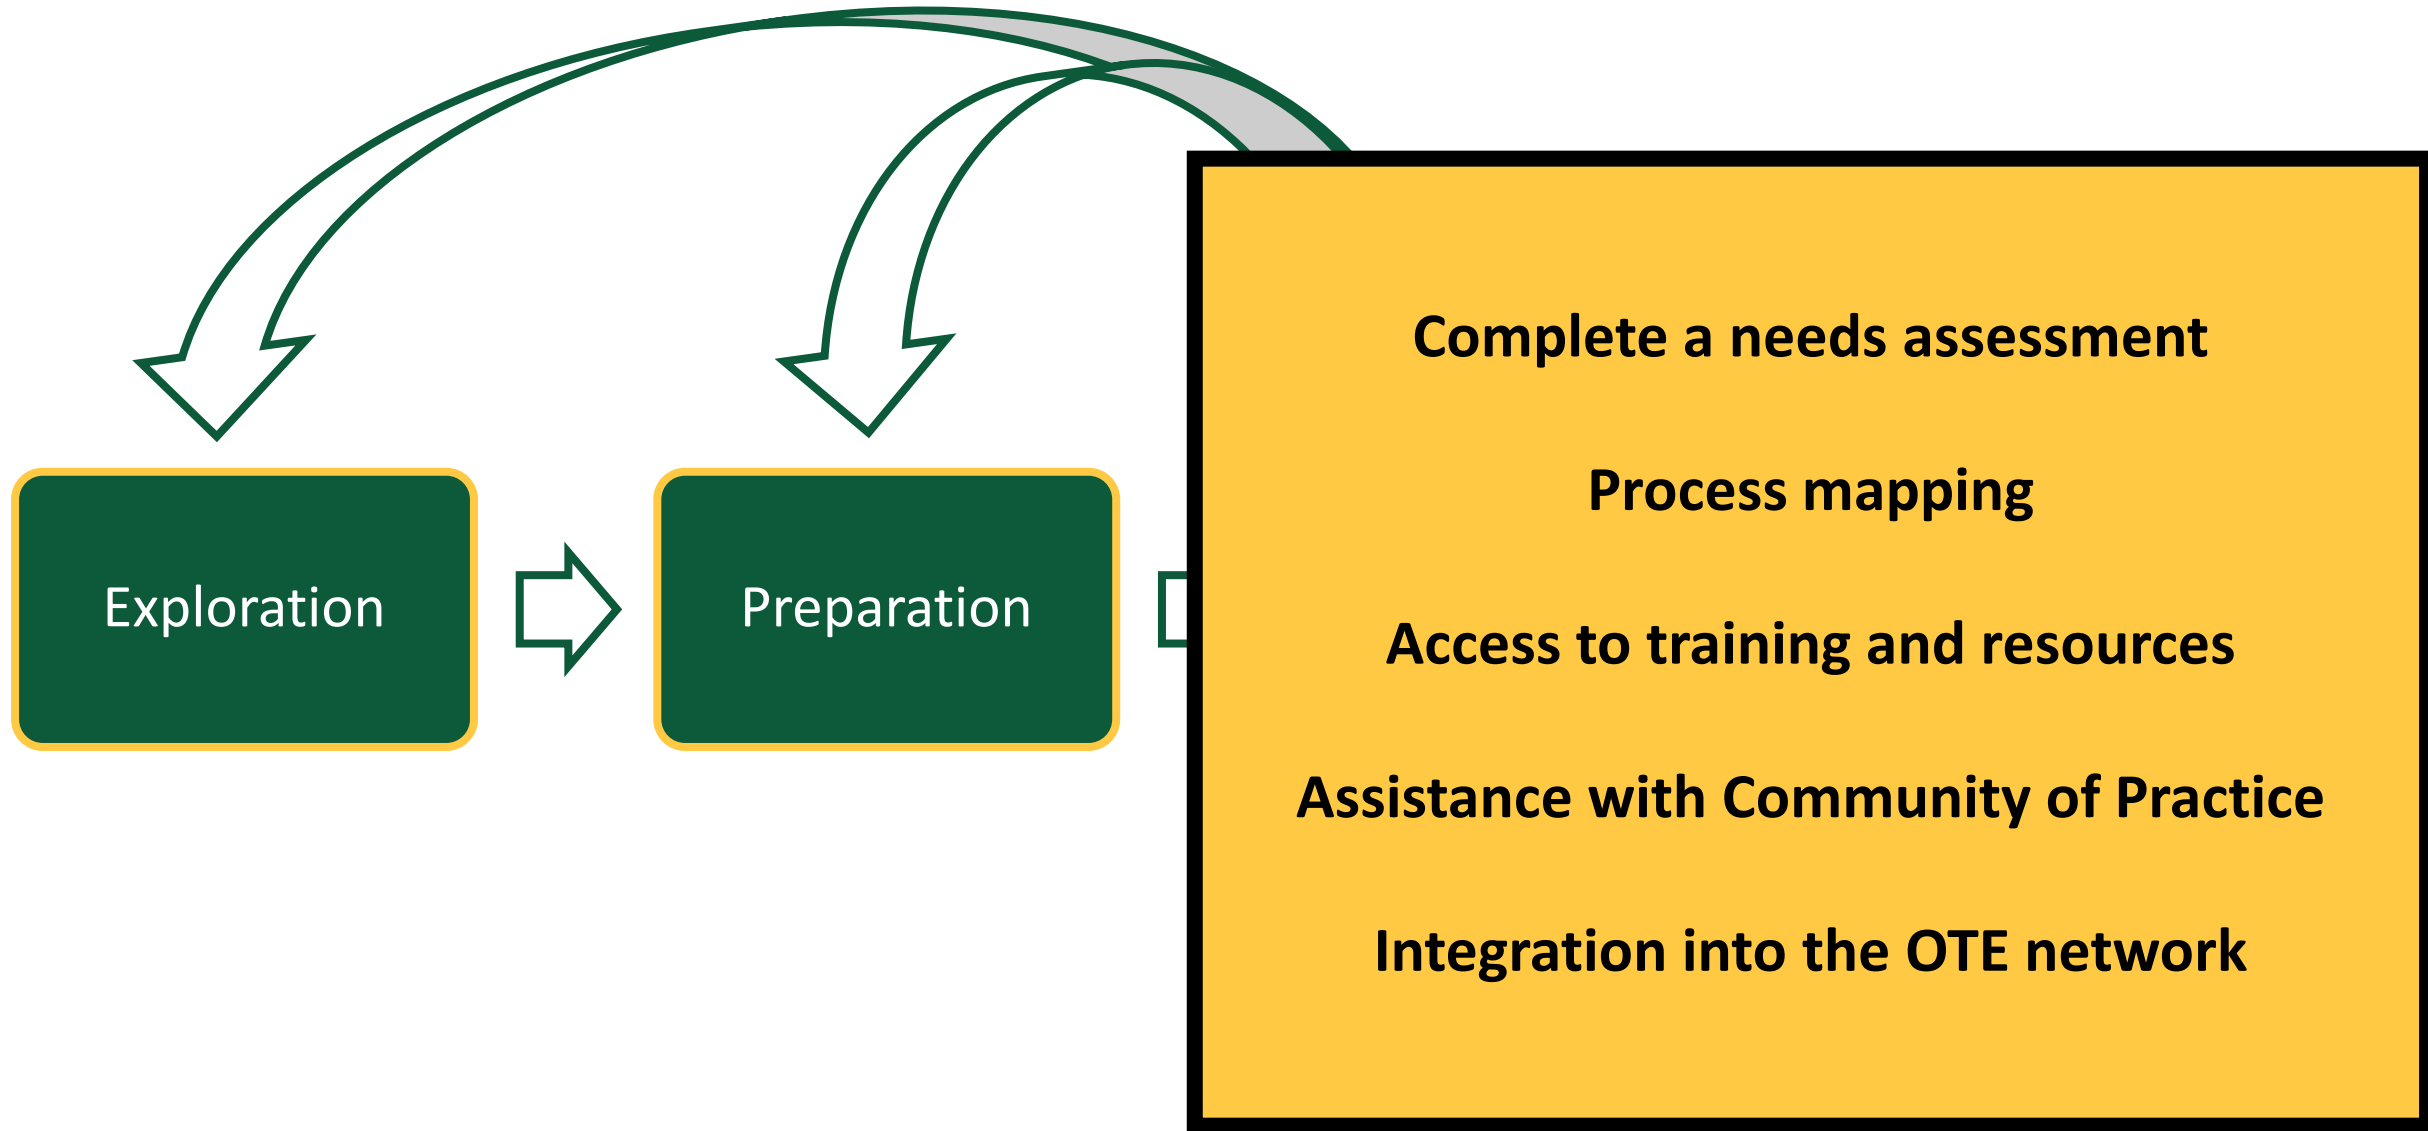 Exploration
Preparation
Complete a needs assessment
Process mapping
Access to training and resources
Assistance with Community of Practice
Integration into the OTE network